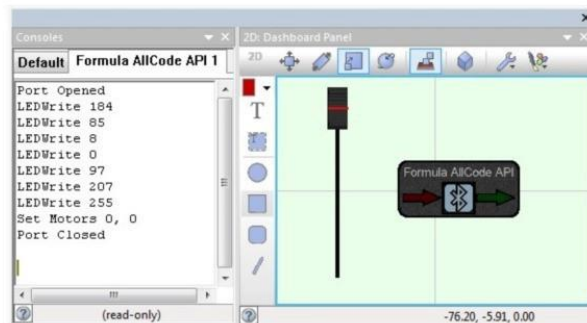 Consoles
Default Formula AllCode API 1
Port Opened
LEDWrite 184
LEDWrite 85
LEDWrite 8
LEDWrite 0
LEDWrite 97
LEDWrite 207
LEDWrite 255
Set Motors 0, 0
Port Closed
(read-only)
2D: Dashboard Panel
2D
T
Formula AllCode API
-76.20, -5.91, 0.00